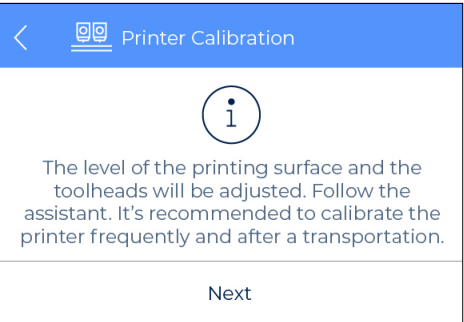 Printer Calibration
i
The level of the printing surface and the
toolheads will be adjusted. Follow the
assistant. It’s recommended to calibrate the
printer frequently and after a transportation.
Next